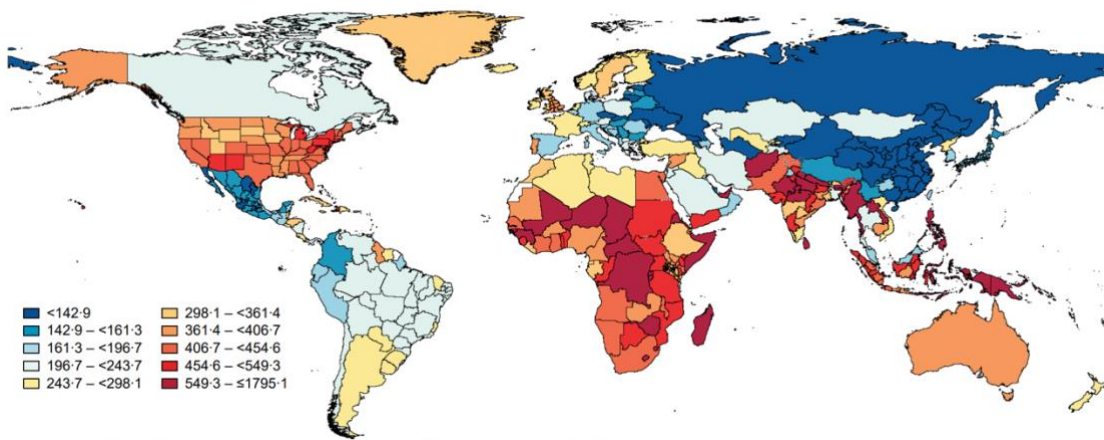 <142·9
142·9 – <161·3
161·3 – <196·7
196·7 – <243·7
243·7 – <298·1
298·1 – <361·4
361·4 – <406·7
406·7 – <454·6
454·6 – <549·3
549·3 – ≤1795·1